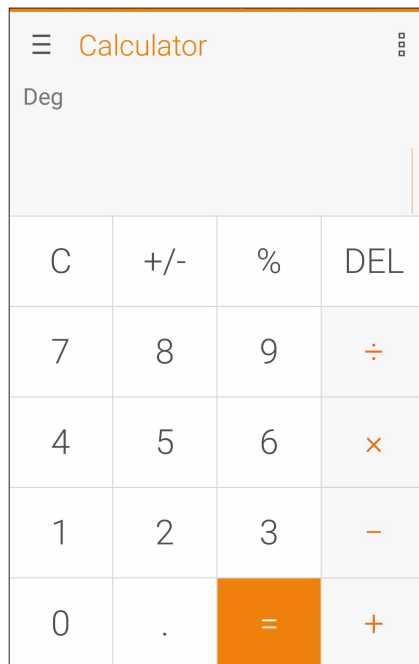 Calculator
Deg
C +/- % DEL
7 8 9 ÷
4 5 6 ×
1 2 3 −
0 . = +